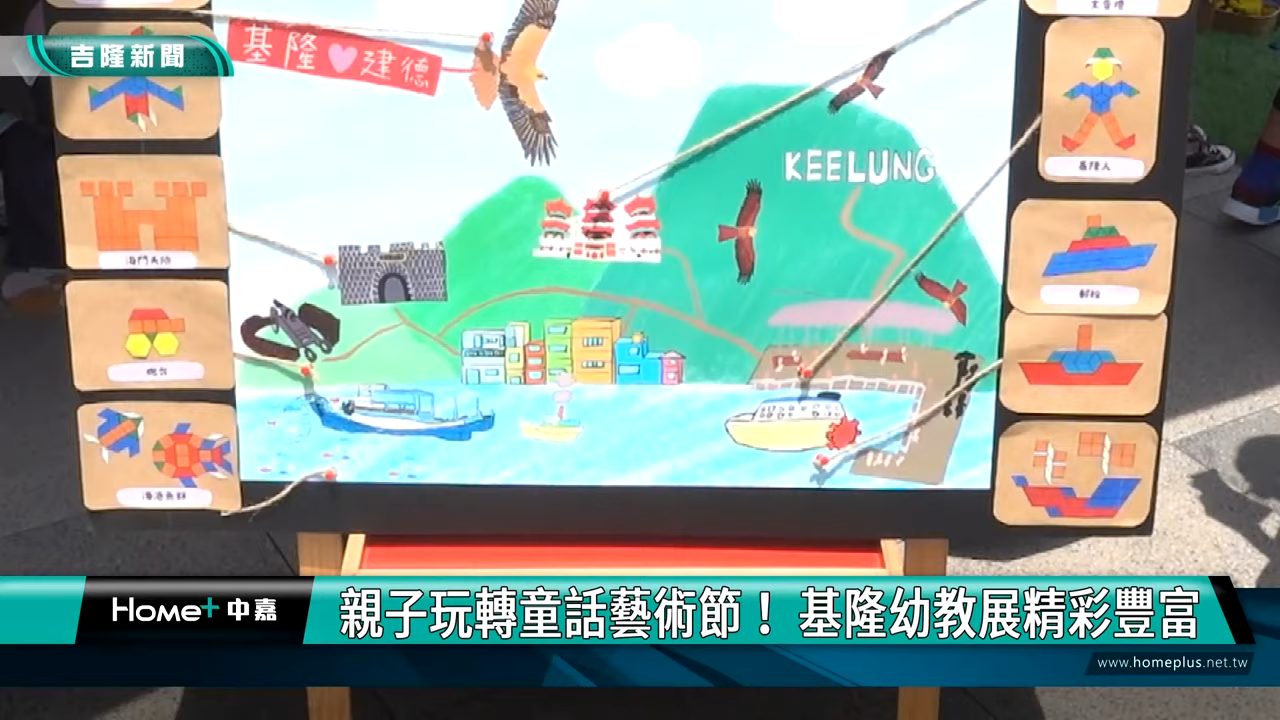 吉隆新聞
基隆 建德
KEELUNG
基隆人
海門天險
郵輪
砲台
海港魚鮮
Home+ 中嘉
親子玩轉童話藝術節！ 基隆幼教展精彩豐富
www.homeplus.net.tw